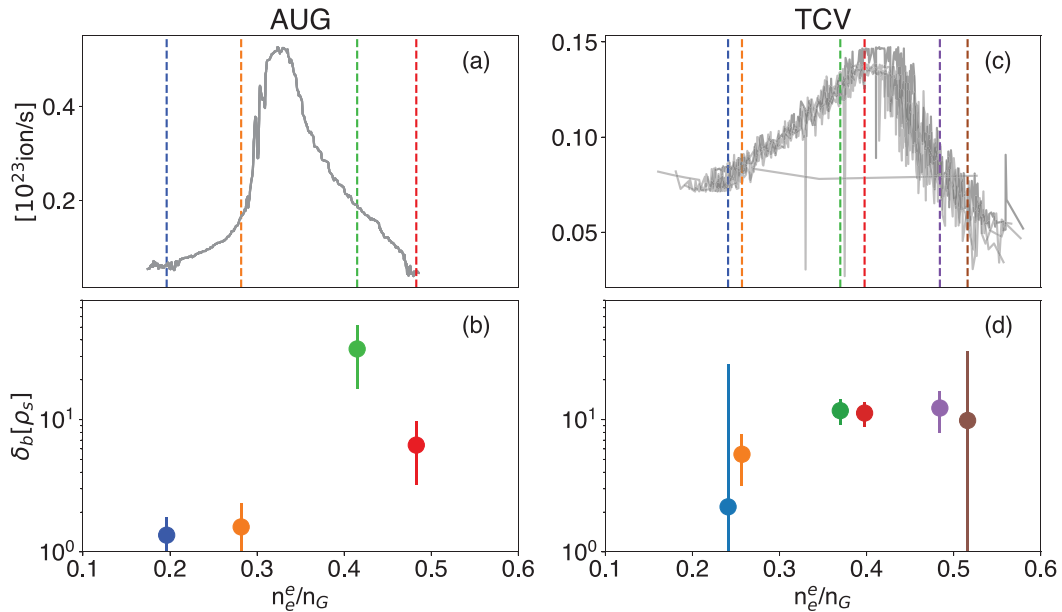 AUG
TCV
(a)
(c)
[10²³ion/s]
0.4
0.2
0.15
0.10
0.05
(b)
(d)
δ_b[ρ_s]
10¹
10⁰
10¹
10⁰
0.1 0.2 0.3 0.4 0.5 0.6
0.1 0.2 0.3 0.4 0.5 0.6
n_e^e/n_G
n_e^e/n_G